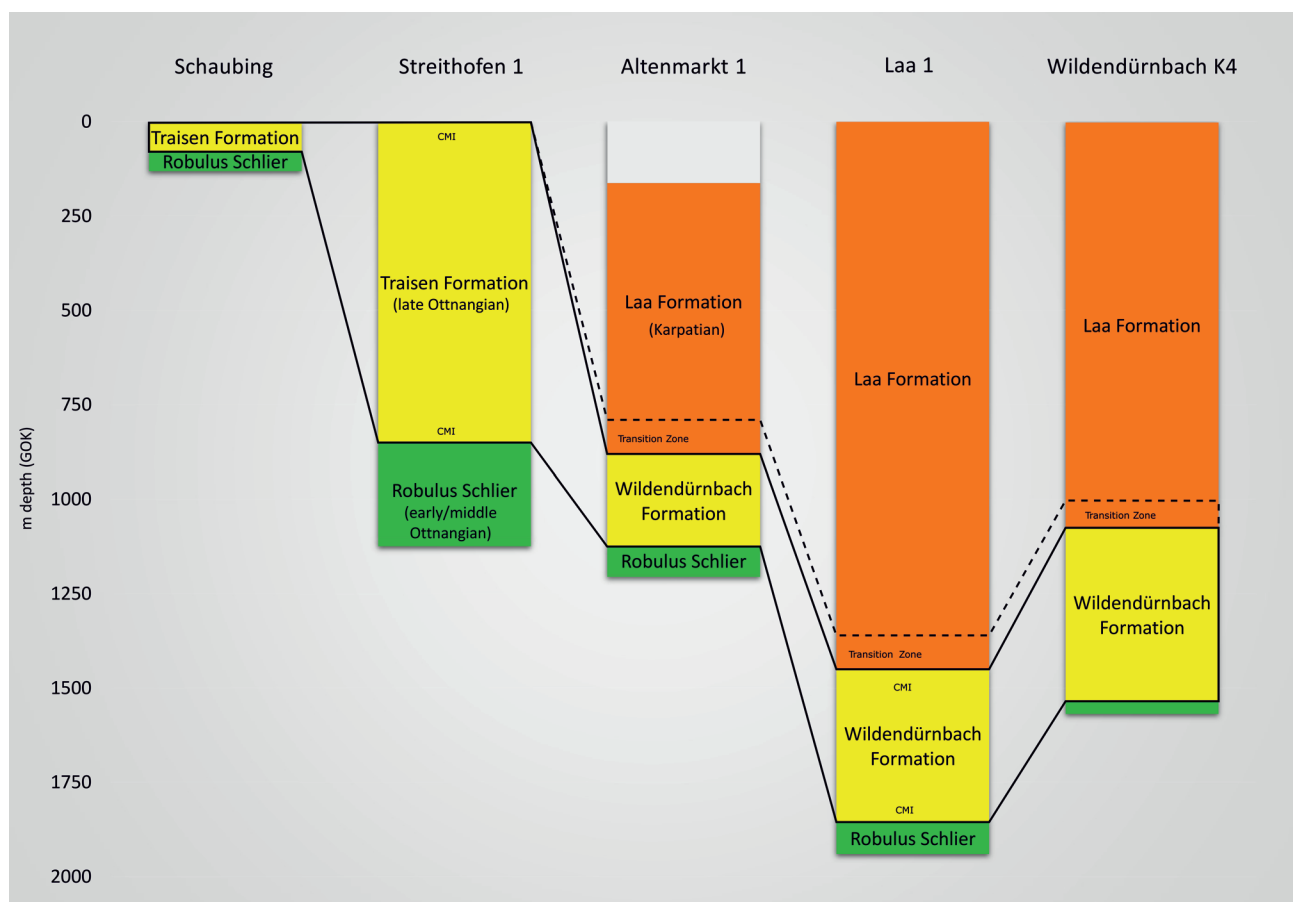 Schaubing
Streithofen 1
Altenmarkt 1
Laa 1
Wildendürnbach K4
m depth (GOK)
0
250
500
750
1000
1250
1500
1750
2000
Traisen Formation
Robulus Schlier
CMI
Traisen Formation
(late Ottnangian)
CMI
Robulus Schlier
(early/middle
Ottnangian)
Laa Formation
(Karpatian)
Transition Zone
Wildendürnbach
Formation
Robulus Schlier
Laa Formation
Transition Zone
CMI
Wildendürnbach
Formation
CMI
Robulus Schlier
Laa Formation
Transition Zone
Wildendürnbach
Formation